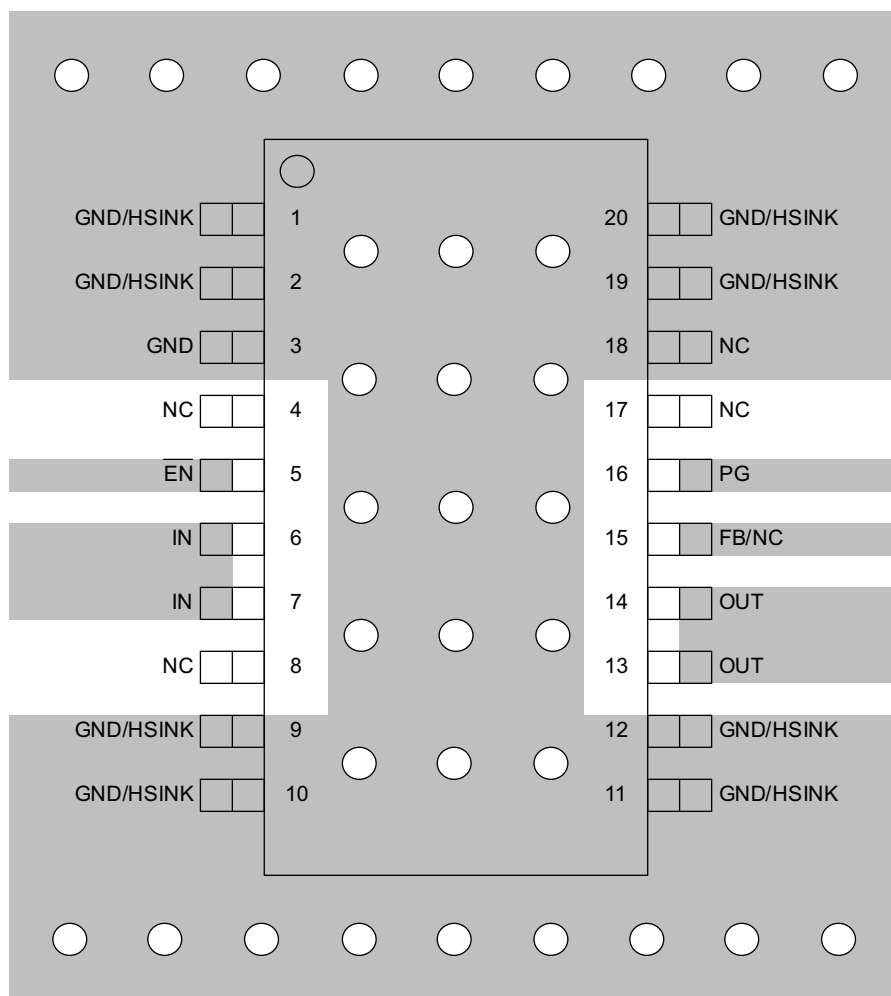 GND/HSINK 1 20 GND/HSINK
GND/HSINK 2 19 GND/HSINK
GND 3 18 NC
NC 4 17 NC
E̅N̅ 5 16 PG
IN 6 15 FB/NC
IN 7 14 OUT
NC 8 13 OUT
GND/HSINK 9 12 GND/HSINK
GND/HSINK 10 11 GND/HSINK